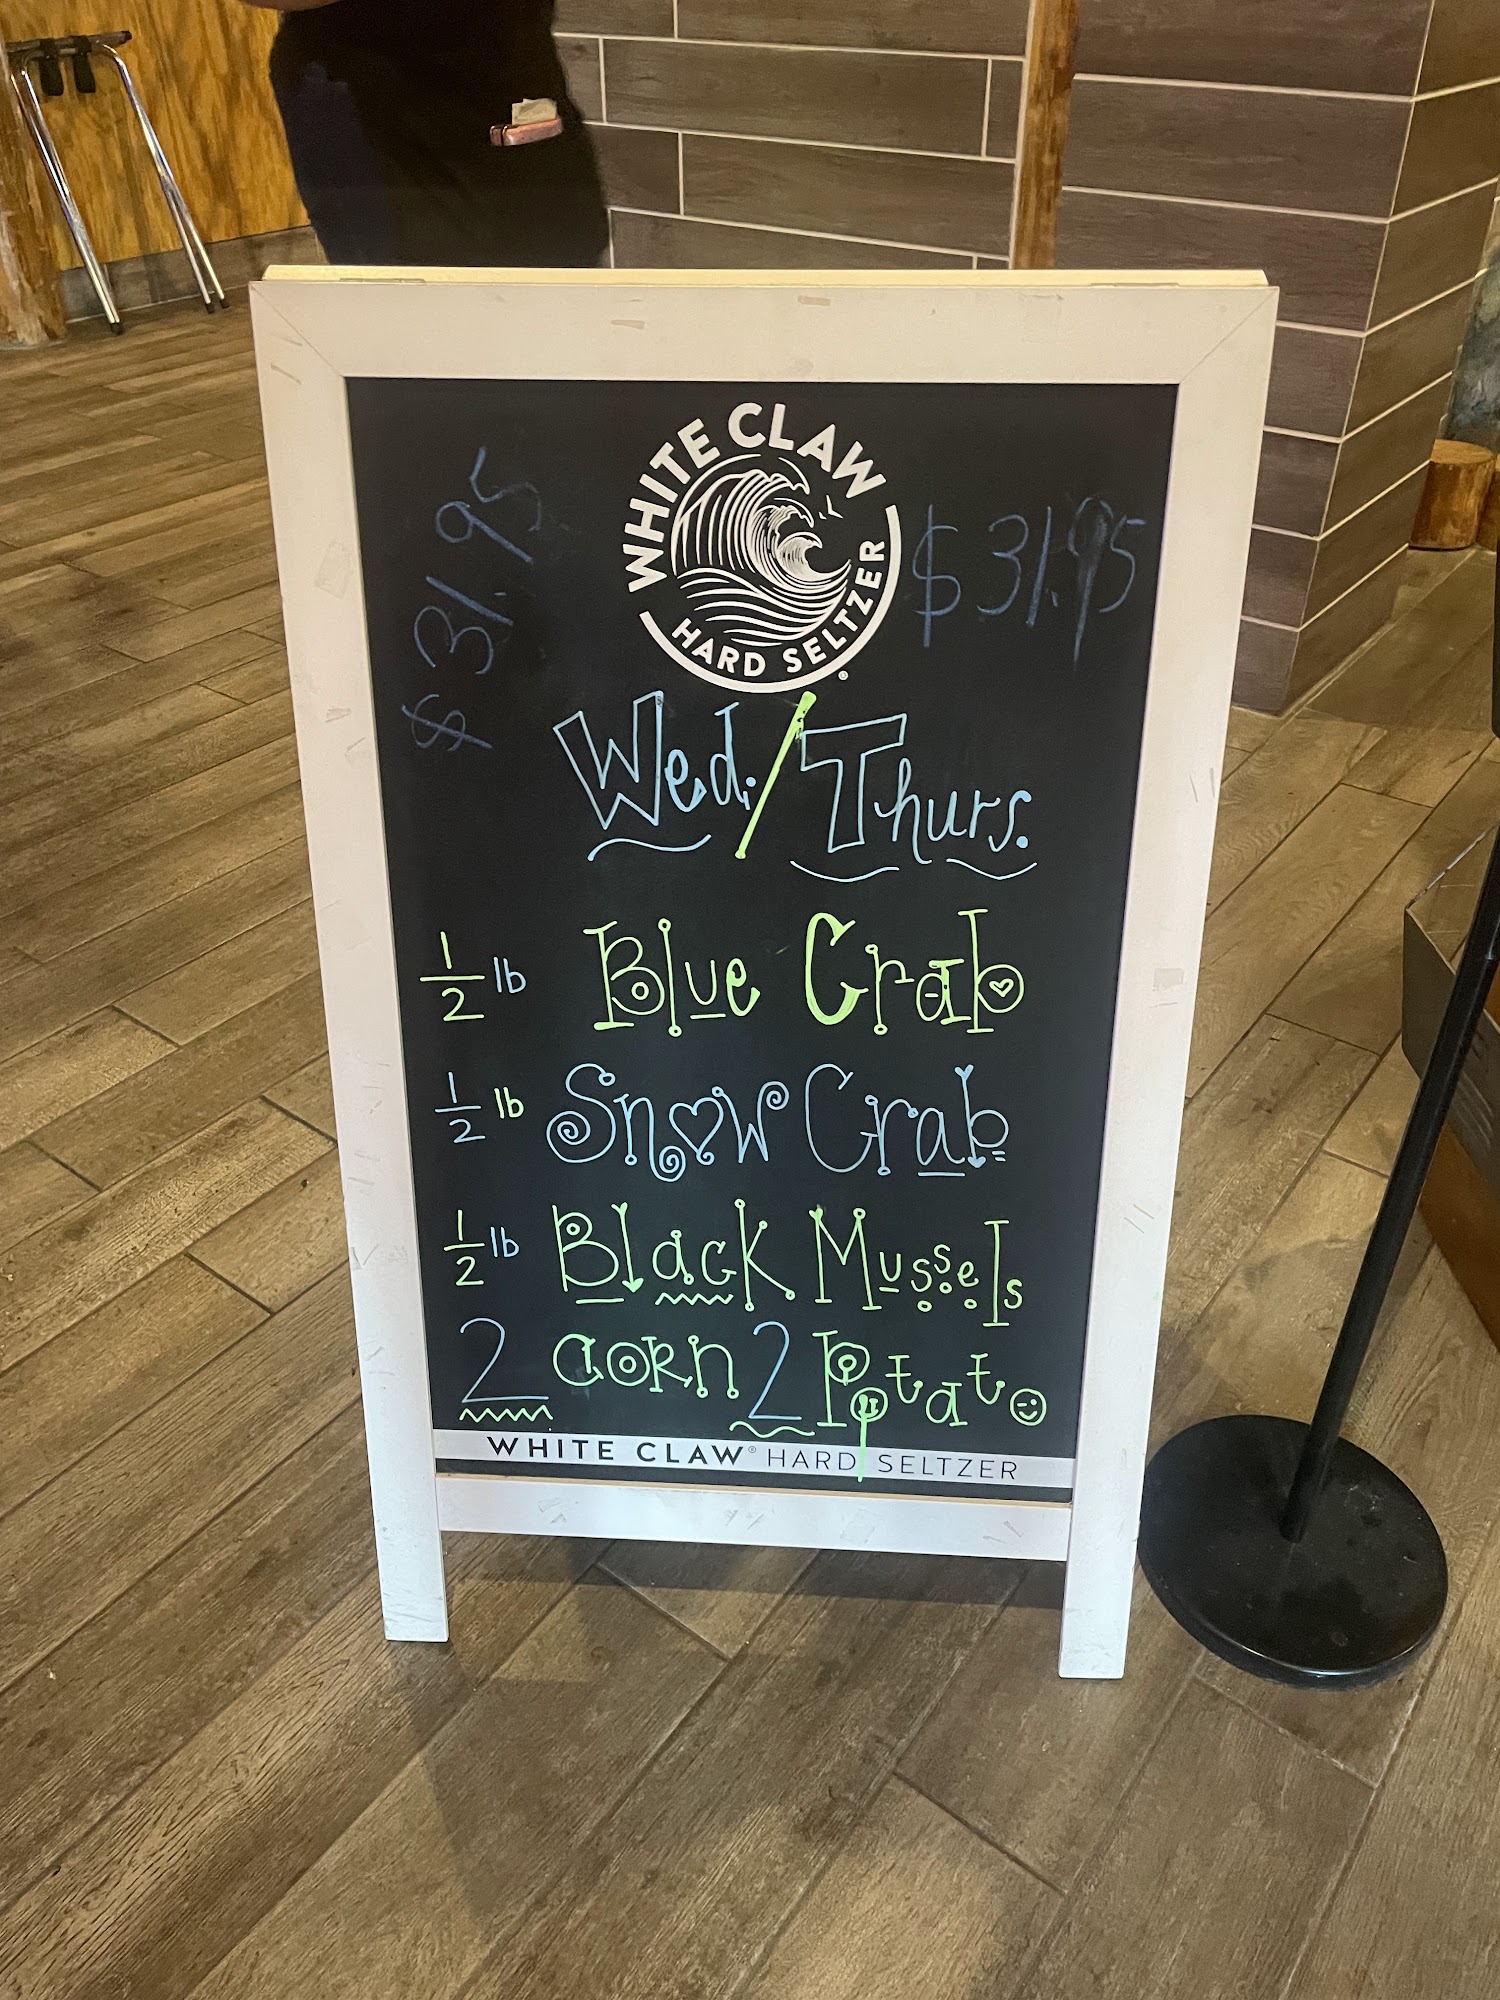 WHITE CLAW
HARD SELTZER
$31.95
$31.95
Wed./Thurs.
1/2 lb Blue Crab
1/2 lb Snow Crab
1/2 lb Black Mussels
2 Corn 2 Potato
WHITE CLAW® HARD SELTZER